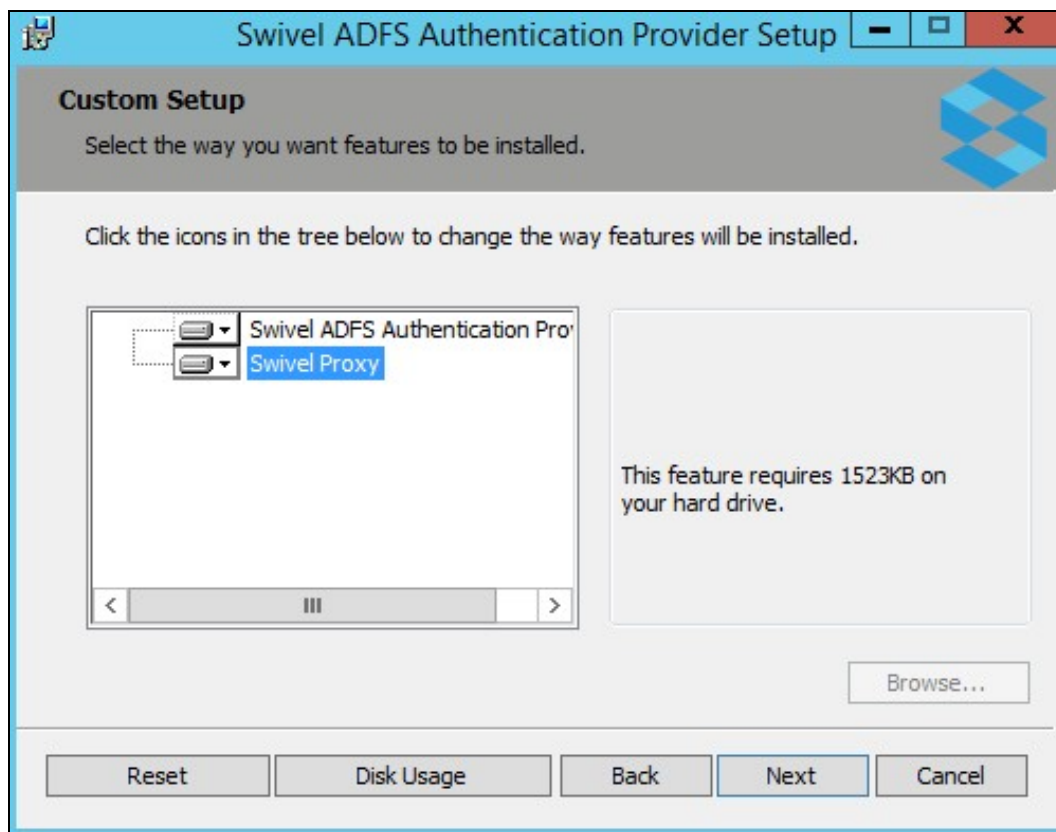 Swivel ADFS Authentication Provider Setup
Custom Setup
Select the way you want features to be installed.
Click the icons in the tree below to change the way features will be installed.
Swivel ADFS Authentication Pro
Swivel Proxy
This feature requires 1523KB on
your hard drive.
Browse...
Reset
Disk Usage
Back
Next
Cancel